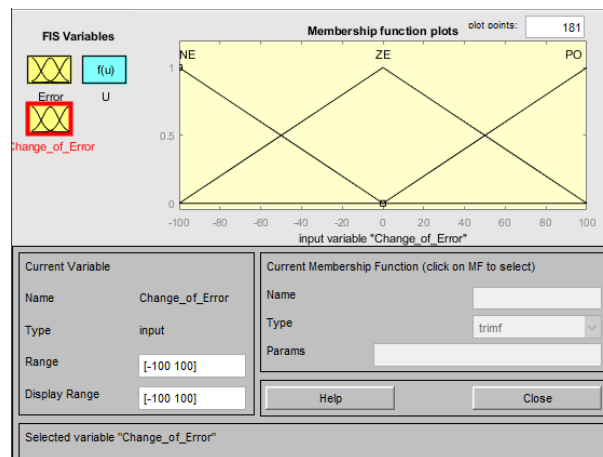 FIS Variables
Membership function plots
plot points:
181
f(u)
Error
U
Change_of_Error
NE
ZE
PO
1
0.5
0
-100
-80
-60
-40
-20
0
20
40
60
80
100
input variable "Change_of_Error"
Current Variable
Name
Change_of_Error
Type
input
Range
[-100 100]
Display Range
[-100 100]
Current Membership Function (click on MF to select)
Name
Type
trimf
Params
Help
Close
Selected variable "Change_of_Error"